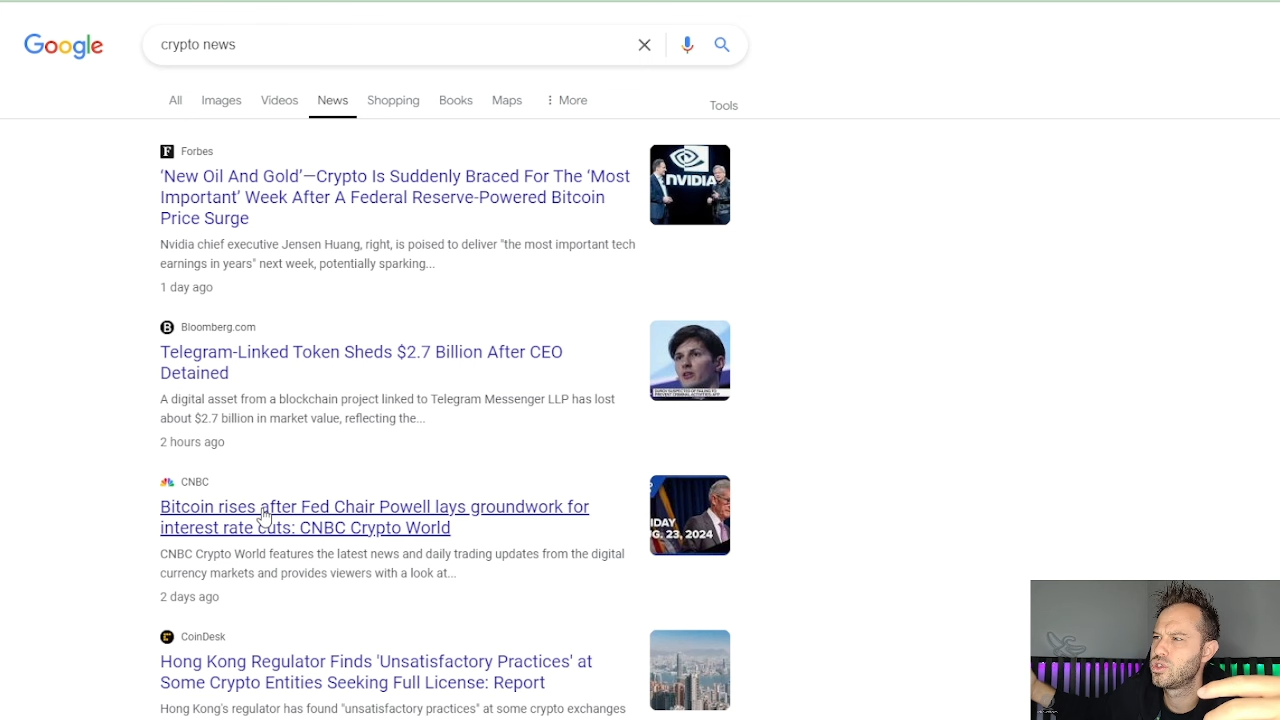 Google
crypto news
All
Images
Videos
News
Shopping
Books
Maps
More
Tools
Forbes
‘New Oil And Gold’—Crypto Is Suddenly Braced For The ‘Most
Important’ Week After A Federal Reserve-Powered Bitcoin
Price Surge
Nvidia chief executive Jensen Huang, right, is poised to deliver "the most important tech
earnings in years" next week, potentially sparking...
1 day ago
NVIDIA
Bloomberg.com
Telegram-Linked Token Sheds $2.7 Billion After CEO
Detained
A digital asset from a blockchain project linked to Telegram Messenger LLP has lost
about $2.7 billion in market value, reflecting the...
2 hours ago
CNBC
Bitcoin rises after Fed Chair Powell lays groundwork for
interest rate cuts: CNBC Crypto World
CNBC Crypto World features the latest news and daily trading updates from the digital
currency markets and provides viewers with a look at...
2 days ago
IDAY
G. 23, 2024
CoinDesk
Hong Kong Regulator Finds 'Unsatisfactory Practices' at
Some Crypto Entities Seeking Full License: Report
Hong Kong's regulator has found "unsatisfactory practices" at some crypto exchanges